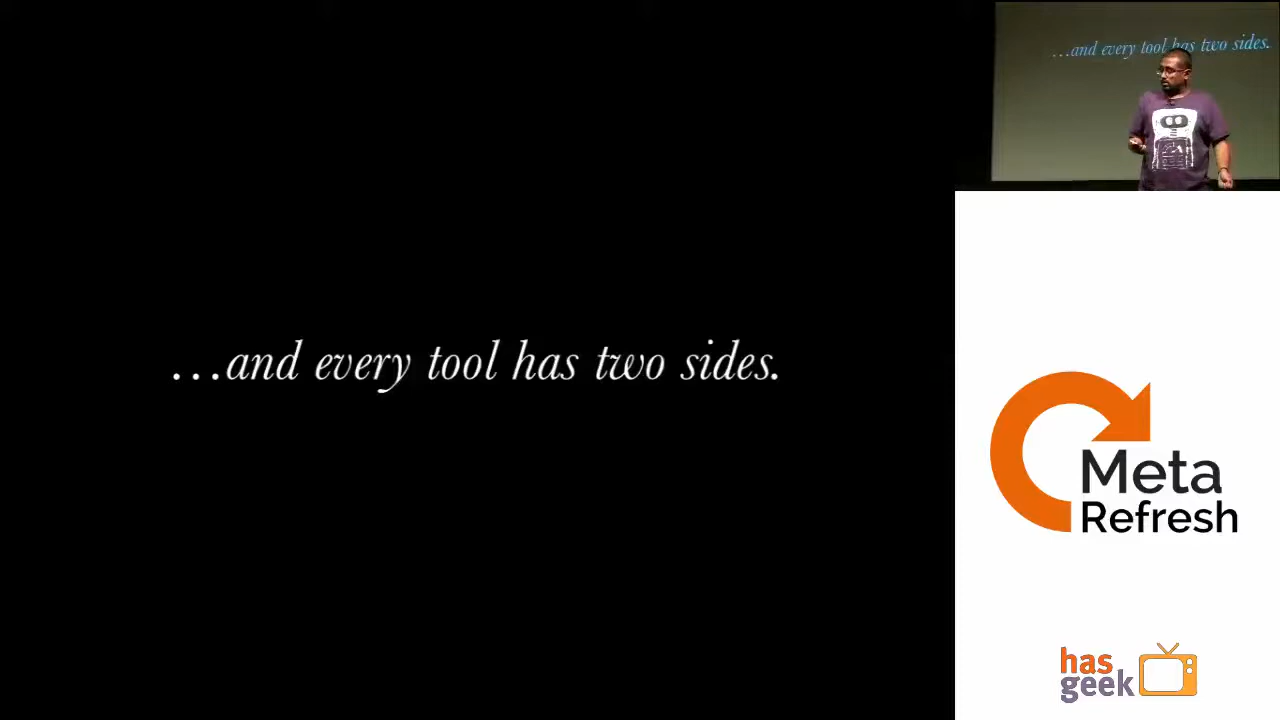 …and every tool has two sides.
…and every tool has two sides.
Meta
Refresh
has
geek